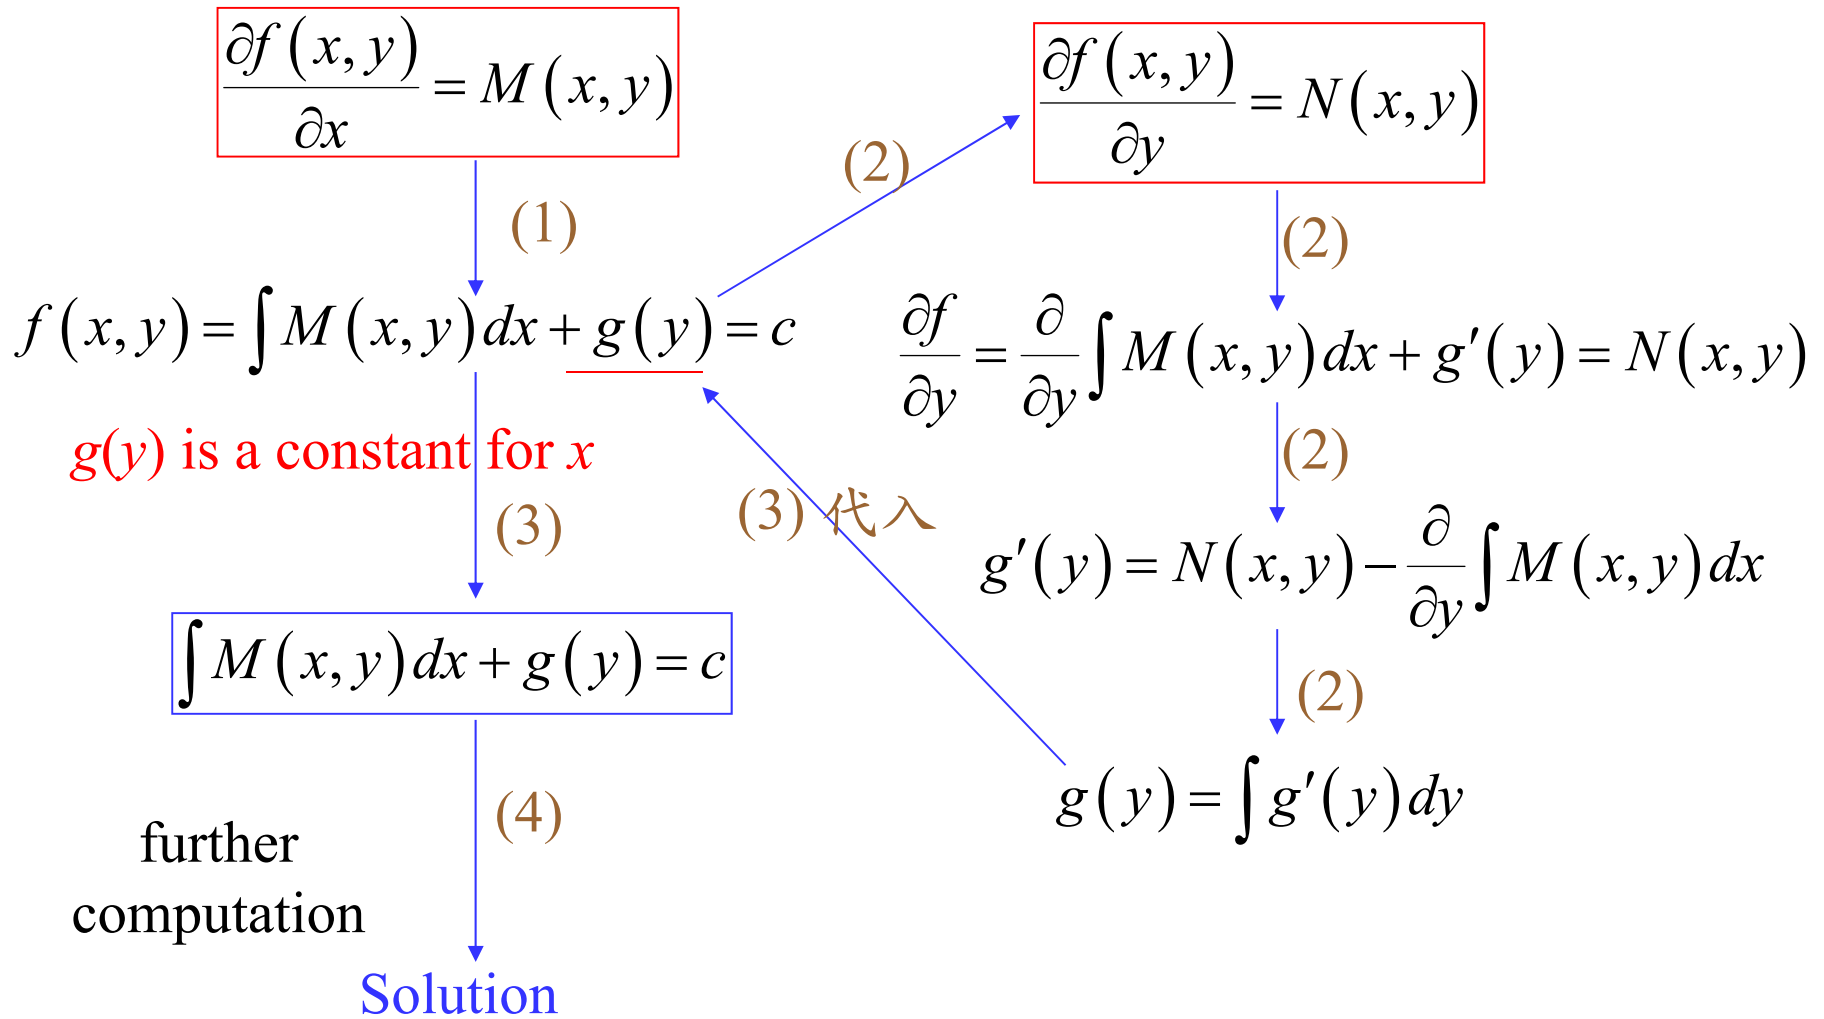 ∂f(x,y)/∂x = M(x,y)
(1)
f(x,y) = ∫M(x,y)dx + g(y) = c
g(y) is a constant for x
(3)
∫M(x,y)dx + g(y) = c
(4)
further
computation
Solution
(2)
∂f(x,y)/∂y = N(x,y)
(2)
∂f/∂y = ∂/∂y ∫M(x,y)dx + g′(y) = N(x,y)
(2)
g′(y) = N(x,y) − ∂/∂y ∫M(x,y)dx
(2)
g(y) = ∫g′(y)dy
(3) 代入